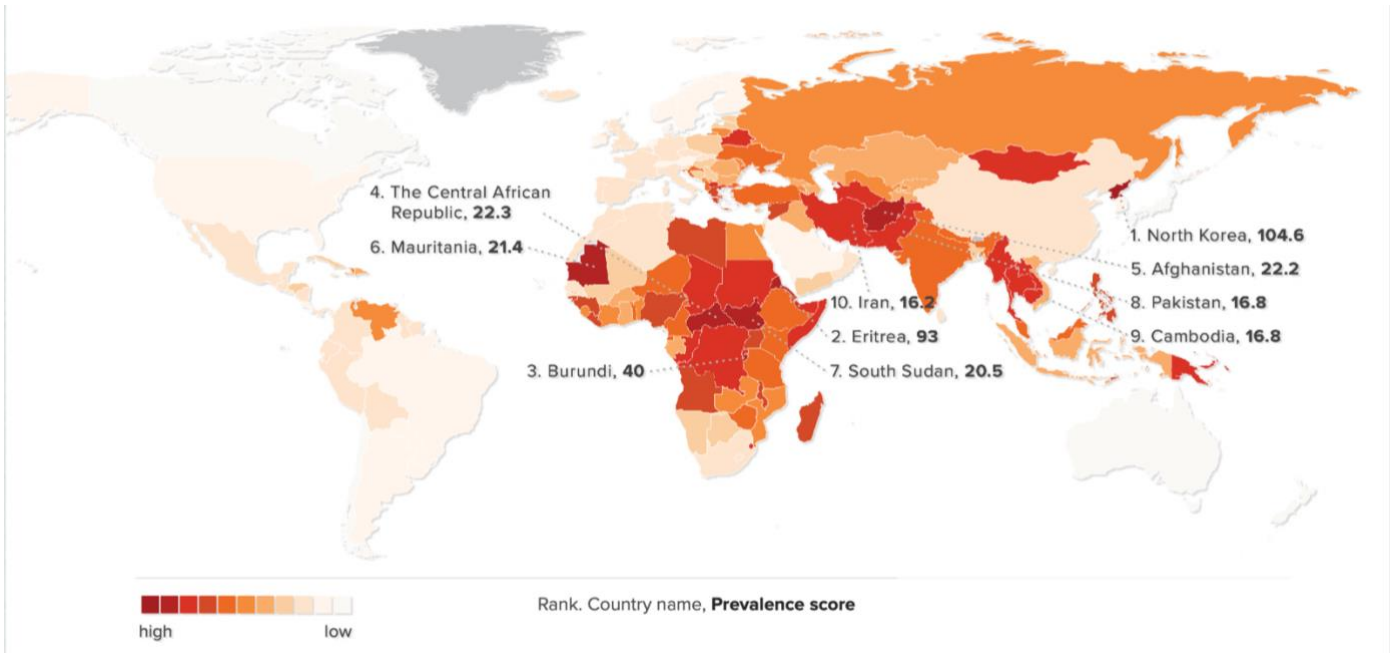 4. The Central African
Republic, 22.3
6. Mauritania, 21.4
1. North Korea, 104.6
5. Afghanistan, 22.2
10. Iran, 16.2
8. Pakistan, 16.8
2. Eritrea, 93
9. Cambodia, 16.8
3. Burundi, 40
7. South Sudan, 20.5
Rank. Country name, Prevalence score
high
low